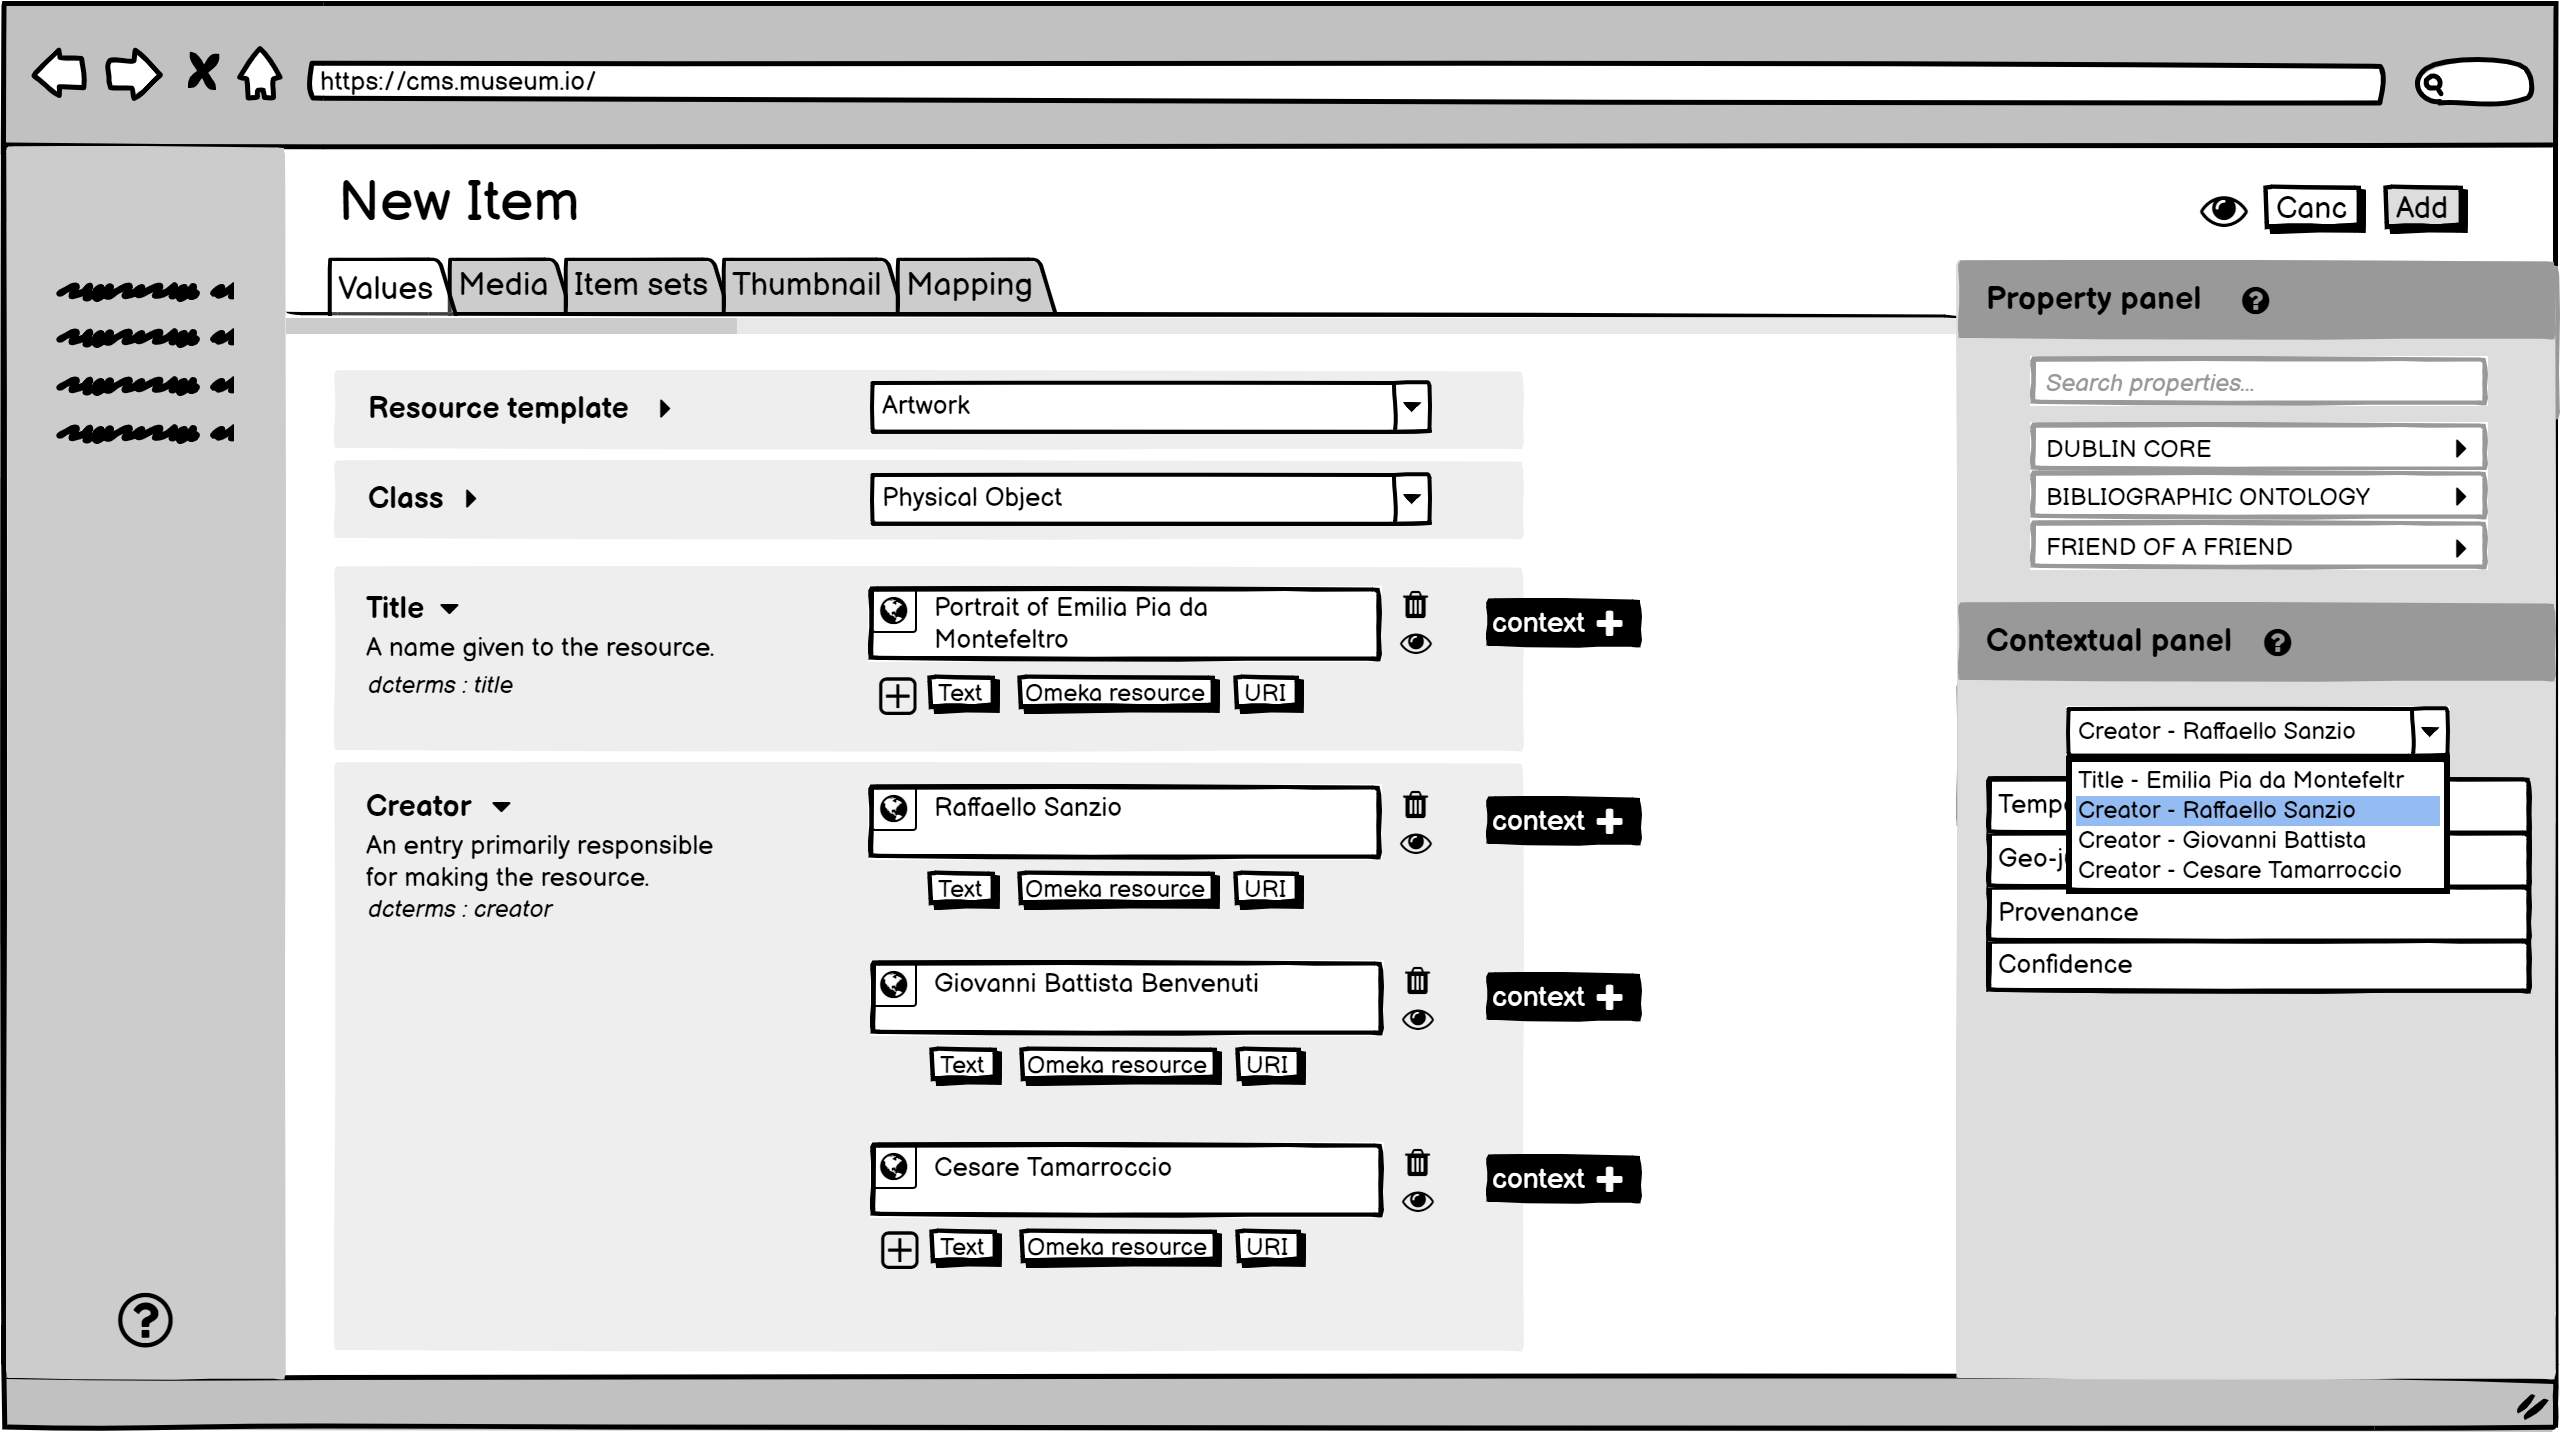 https://cms.museum.io/
New Item
Canc
Add
Values
Media
Item sets
Thumbnail
Mapping
Resource template
Artwork
Class
Physical Object
Title
A name given to the resource.
dcterms : title
Portrait of Emilia Pia da
Montefeltro
context
Text
Omeka resource
URI
Creator
An entry primarily responsible
for making the resource.
dcterms : creator
Raffaello Sanzio
context
Text
Omeka resource
URI
Giovanni Battista Benvenuti
context
Text
Omeka resource
URI
Cesare Tamarroccio
context
Text
Omeka resource
URI
Property panel
Search properties...
DUBLIN CORE
BIBLIOGRAPHIC ONTOLOGY
FRIEND OF A FRIEND
Contextual panel
Creator - Raffaello Sanzio
Title - Emilia Pia da Montefeltr
Creator - Raffaello Sanzio
Creator - Giovanni Battista
Creator - Cesare Tamarroccio
Provenance
Confidence